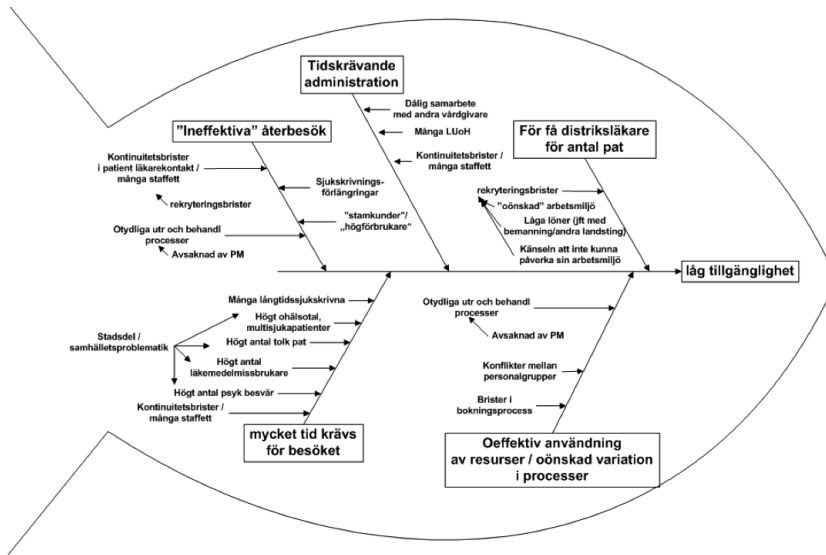 Tidskrävande
administration
Dålig samarbete
med andra vårdgivare
Många LUoH
Kontinuitetsbrister /
många staffett
"Ineffektiva" återbesök
Kontinuitetsbrister
i patient läkarekontakt /
många staffett
rekryteringsbrister
Sjukskrivnings-
förlängringar
"stamkunder"/
„högförbrukare"
Otydliga utr och behandl
processer
Avsaknad av PM
För få distriksläkare
för antal pat
rekryteringsbrister
"oönskad" arbetsmiljö
Låga löner (jft med
bemanning/andra landsting)
Känseln att inte kunna
påverka sin arbetsmiljö
låg tillgänglighet
Många långtidssjukskrivna
Högt ohälsotal,
multisjukapatienter
Stadsdel /
samhälletsproblematik
Högt antal tolk pat
Högt antal
läkemedelmissbrukare
Högt antal psyk besvär
Kontinuitetsbrister /
många staffett
mycket tid krävs
för besöket
Otydliga utr och behandl
processer
Avsaknad av PM
Konflikter mellan
personalgrupper
Brister i
bokningsprocess
Oeffektiv användning
av resurser / oönskad variation
i processer